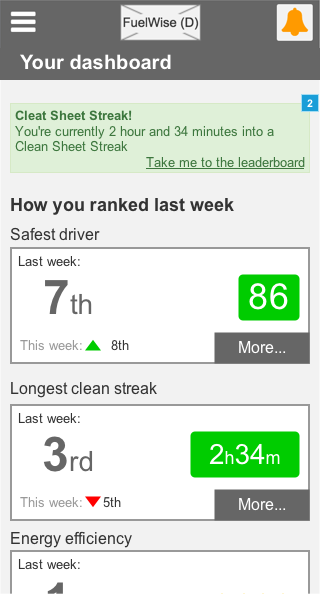 FuelWise (D)
Your dashboard
2
Cleat Sheet Streak!
You're currently 2 hour and 34 minutes into a
Clean Sheet Streak
Take me to the leaderboard
How you ranked last week
Safest driver
Last week:
7th
86
This week: 8th
More...
Longest clean streak
Last week:
3rd
2h34m
This week: 5th
More...
Energy efficiency
Last week: